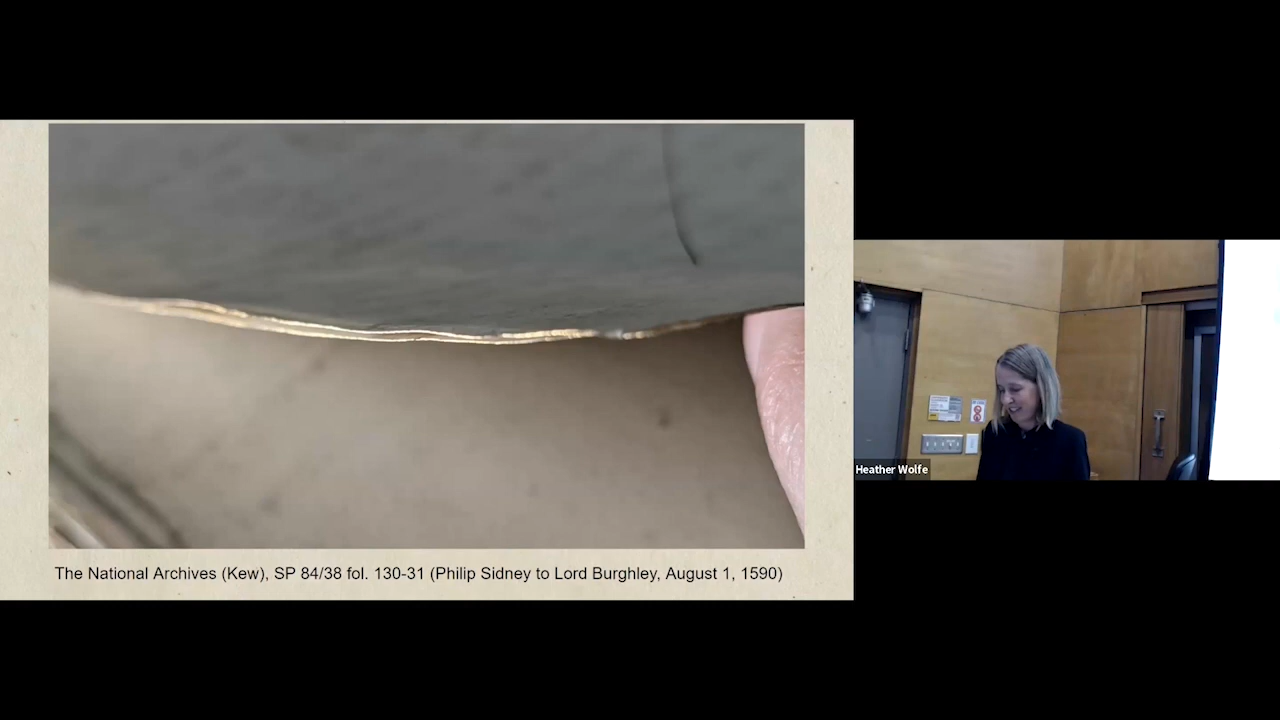 The National Archives (Kew), SP 84/38 fol. 130-31 (Philip Sidney to Lord Burghley, August 1, 1590)
Heather Wolfe